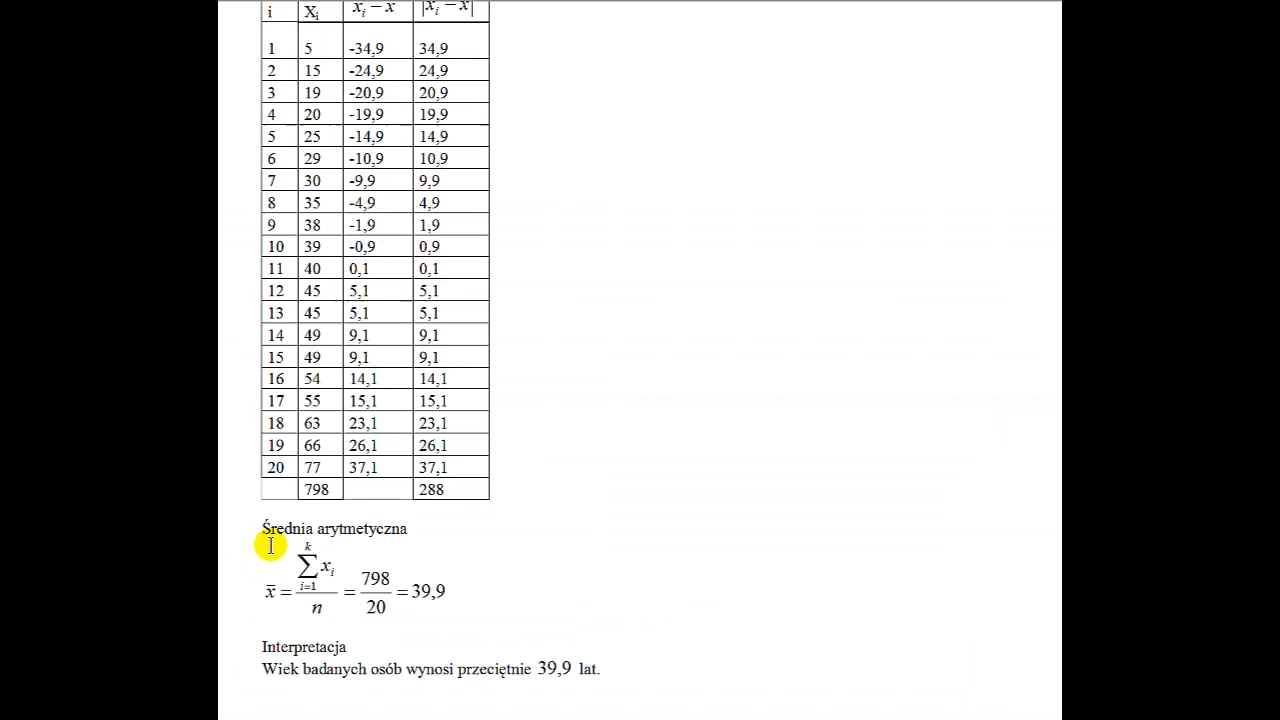 i Xi xi – x |xi – x|
1 5 -34,9 34,9
2 15 -24,9 24,9
3 19 -20,9 20,9
4 20 -19,9 19,9
5 25 -14,9 14,9
6 29 -10,9 10,9
7 30 -9,9 9,9
8 35 -4,9 4,9
9 38 -1,9 1,9
10 39 -0,9 0,9
11 40 0,1 0,1
12 45 5,1 5,1
13 45 5,1 5,1
14 49 9,1 9,1
15 49 9,1 9,1
16 54 14,1 14,1
17 55 15,1 15,1
18 63 23,1 23,1
19 66 26,1 26,1
20 77 37,1 37,1
798 288
Średnia arytmetyczna
x̄ = ∑_{i=1}^{k} xi / n = 798 / 20 = 39,9
Interpretacja
Wiek badanych osób wynosi przeciętnie 39,9 lat.